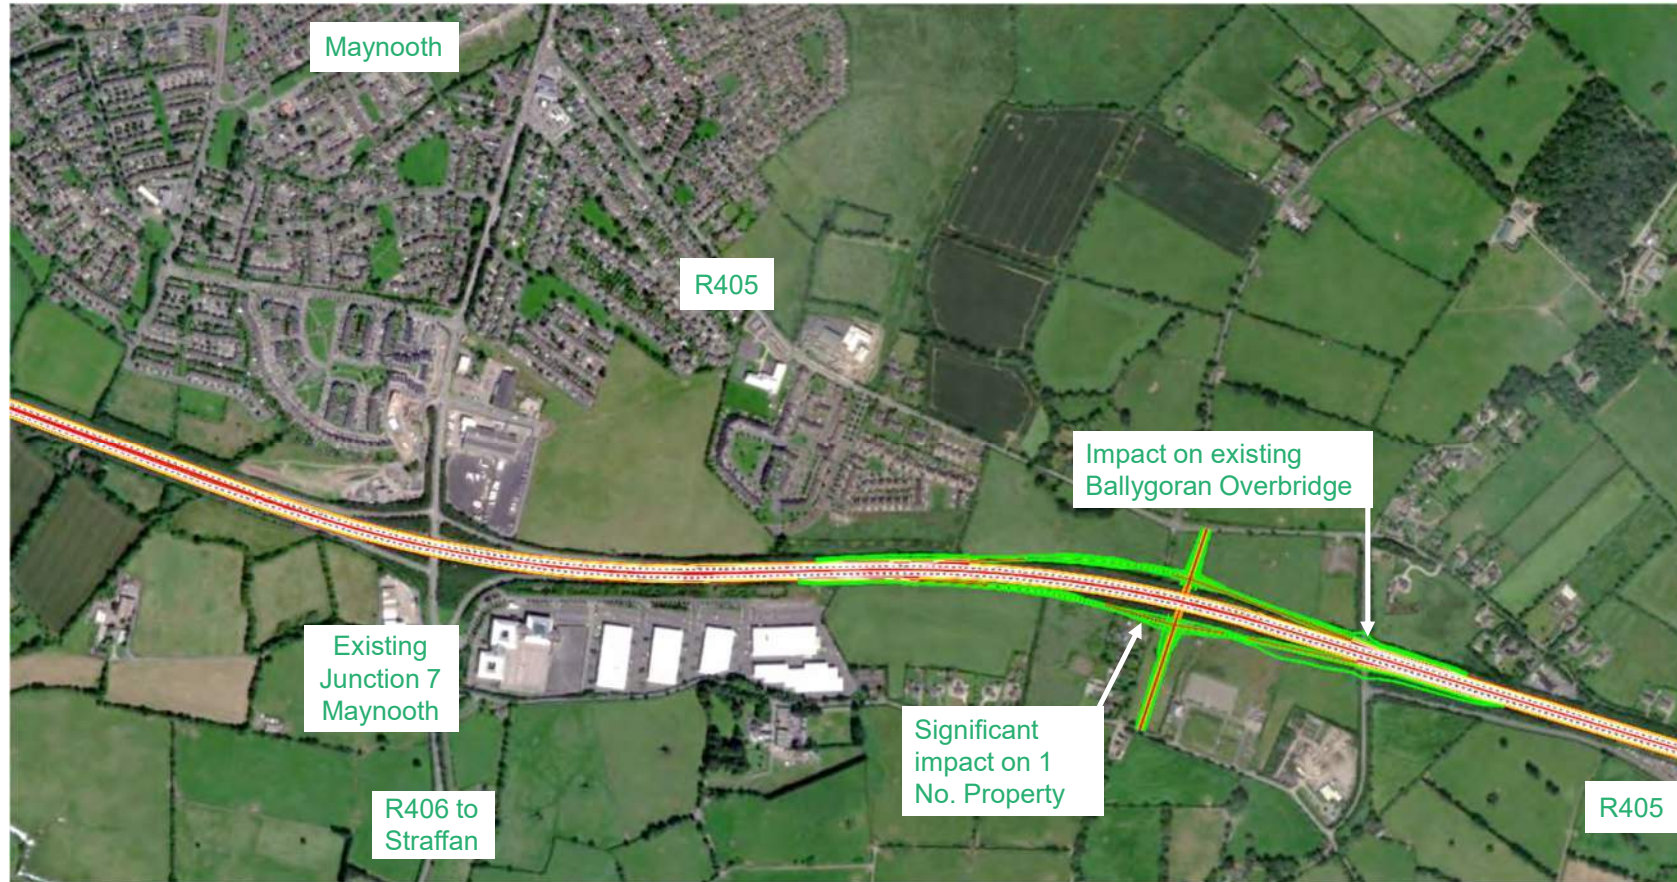 Maynooth
R405
Impact on existing
Ballygoran Overbridge
Existing
Junction 7
Maynooth
Significant
impact on 1
No. Property
R406 to
Straffan
R405